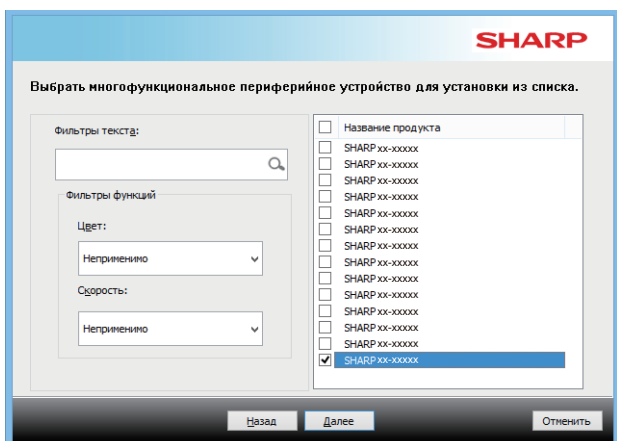 SHARP
Выбрать многофункциональное периферийное устройство для установки из списка.
Фильтры текста:
Фильтры функций
Цвет:
Неприменимо
Скорость:
Неприменимо
Название продукта
SHARP xx-xxxxx
SHARP xx-xxxxx
SHARP xx-xxxxx
SHARP xx-xxxxx
SHARP xx-xxxxx
SHARP xx-xxxxx
SHARP xx-xxxxx
SHARP xx-xxxxx
SHARP xx-xxxxx
SHARP xx-xxxxx
SHARP xx-xxxxx
SHARP xx-xxxxx
SHARP xx-xxxxx
SHARP xx-xxxxx
Назад
Далее
Отменить